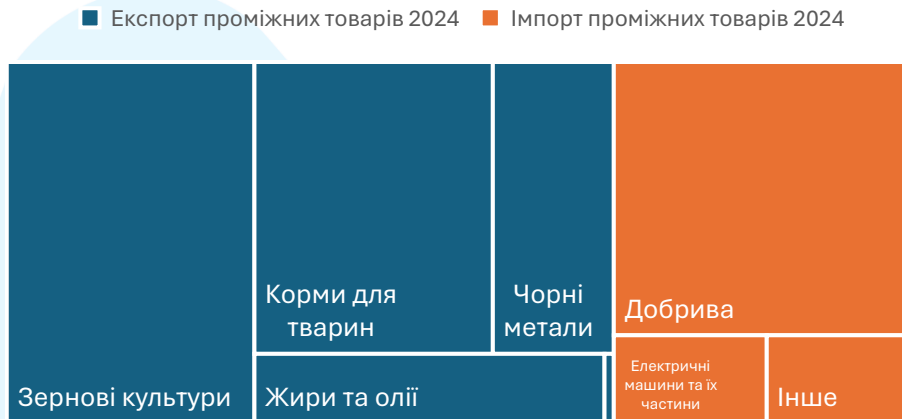 Експорт проміжних товарів 2024 Імпорт проміжних товарів 2024
Зернові культури
Корми для
тварин
Чорні
метали
Жири та олії
Добрива
Електричні
машини та їх
частини
Інше